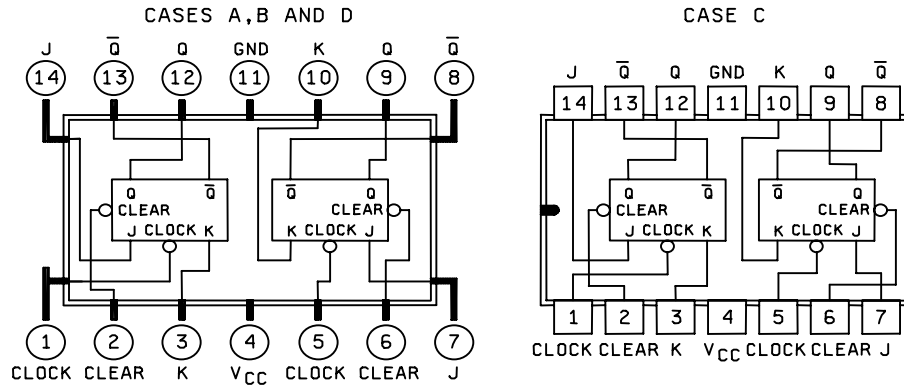 CASES A,B AND D
CASE C
J Q̅ Q GND K Q Q̅
14 13 12 11 10 9 8
Q Q̅ Q̅ Q
CLEAR CLEAR
J CLOCK K K CLOCK J
1 2 3 4 5 6 7
CLOCK CLEAR K VCC CLOCK CLEAR J
J Q̅ Q GND K Q Q̅
14 13 12 11 10 9 8
Q Q̅ Q̅ Q
CLEAR CLEAR
J CLOCK K K CLOCK J
1 2 3 4 5 6 7
CLOCK CLEAR K VCC CLOCK CLEAR J